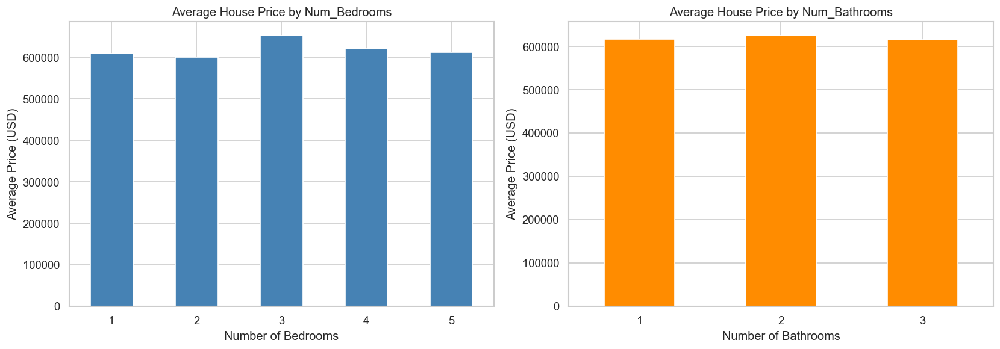 Average House Price by Num_Bedrooms
Average Price (USD)
600000
500000
400000
300000
200000
100000
0
1 2 3 4 5
Number of Bedrooms
Average House Price by Num_Bathrooms
Average Price (USD)
600000
500000
400000
300000
200000
100000
0
1 2 3
Number of Bathrooms